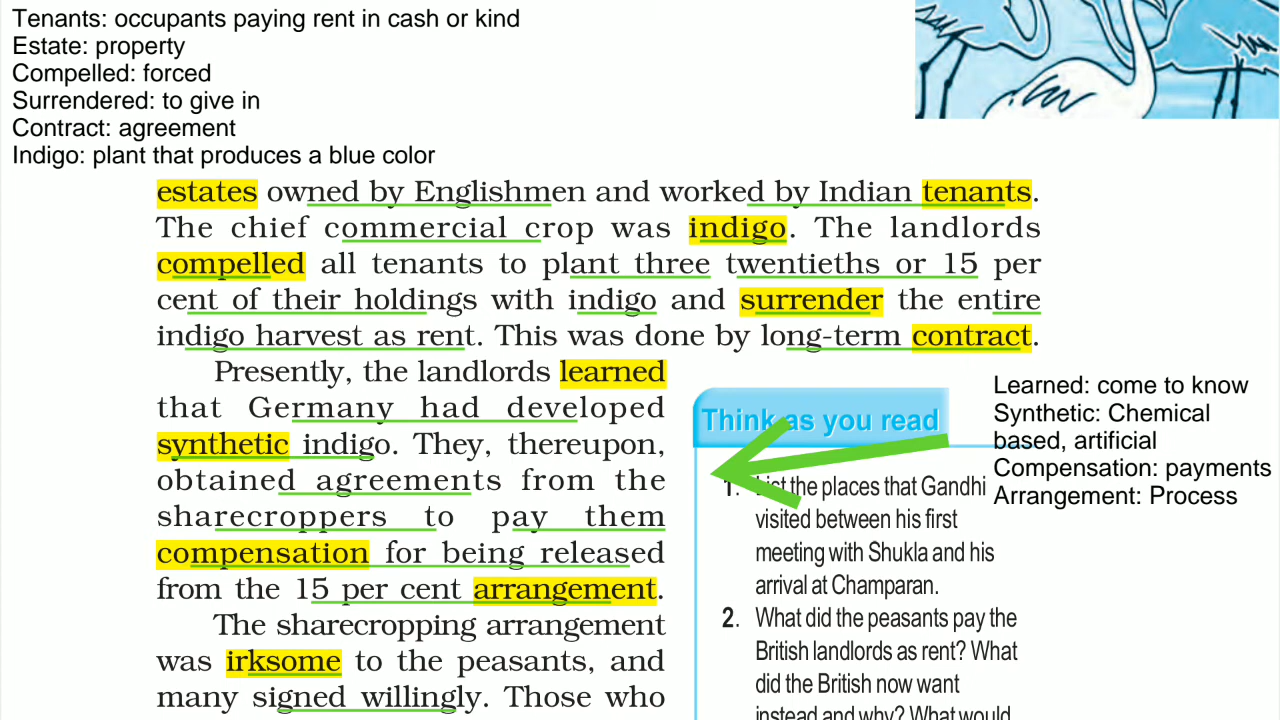 Tenants: occupants paying rent in cash or kind
Estate: property
Compelled: forced
Surrendered: to give in
Contract: agreement
Indigo: plant that produces a blue color
estates owned by Englishmen and worked by Indian tenants.
The chief commercial crop was indigo. The landlords
compelled all tenants to plant three twentieths or 15 per
cent of their holdings with indigo and surrender the entire
indigo harvest as rent. This was done by long-term contract.
Presently, the landlords learned
that Germany had developed
synthetic indigo. They, thereupon,
obtained agreements from the
sharecroppers to pay them
compensation for being released
from the 15 per cent arrangement.
The sharecropping arrangement
was irksome to the peasants, and
many signed willingly. Those who
Think as you read
1. List the places that Gandhi
visited between his first
meeting with Shukla and his
arrival at Champaran.
2. What did the peasants pay the
British landlords as rent? What
did the British now want
instead and why? What would
Learned: come to know
Synthetic: Chemical
based, artificial
Compensation: payments
Arrangement: Process